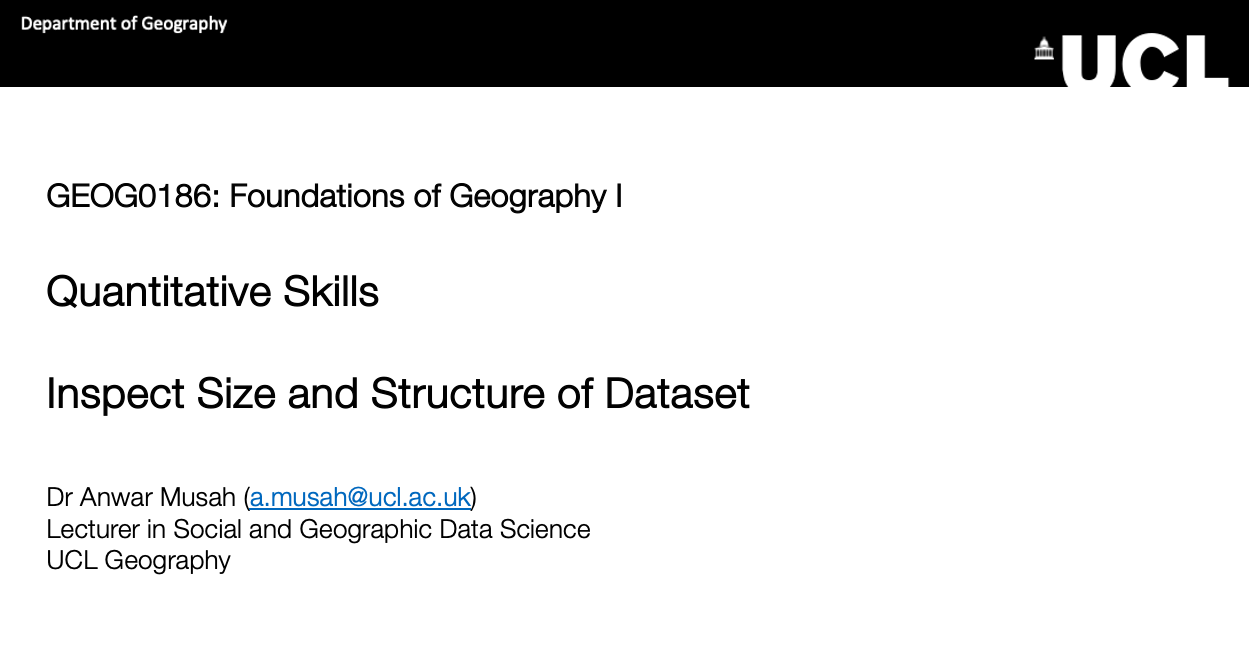 Department of Geography
UCL
GEOG0186: Foundations of Geography I
Quantitative Skills
Inspect Size and Structure of Dataset
Dr Anwar Musah (a.musah@ucl.ac.uk)
Lecturer in Social and Geographic Data Science
UCL Geography